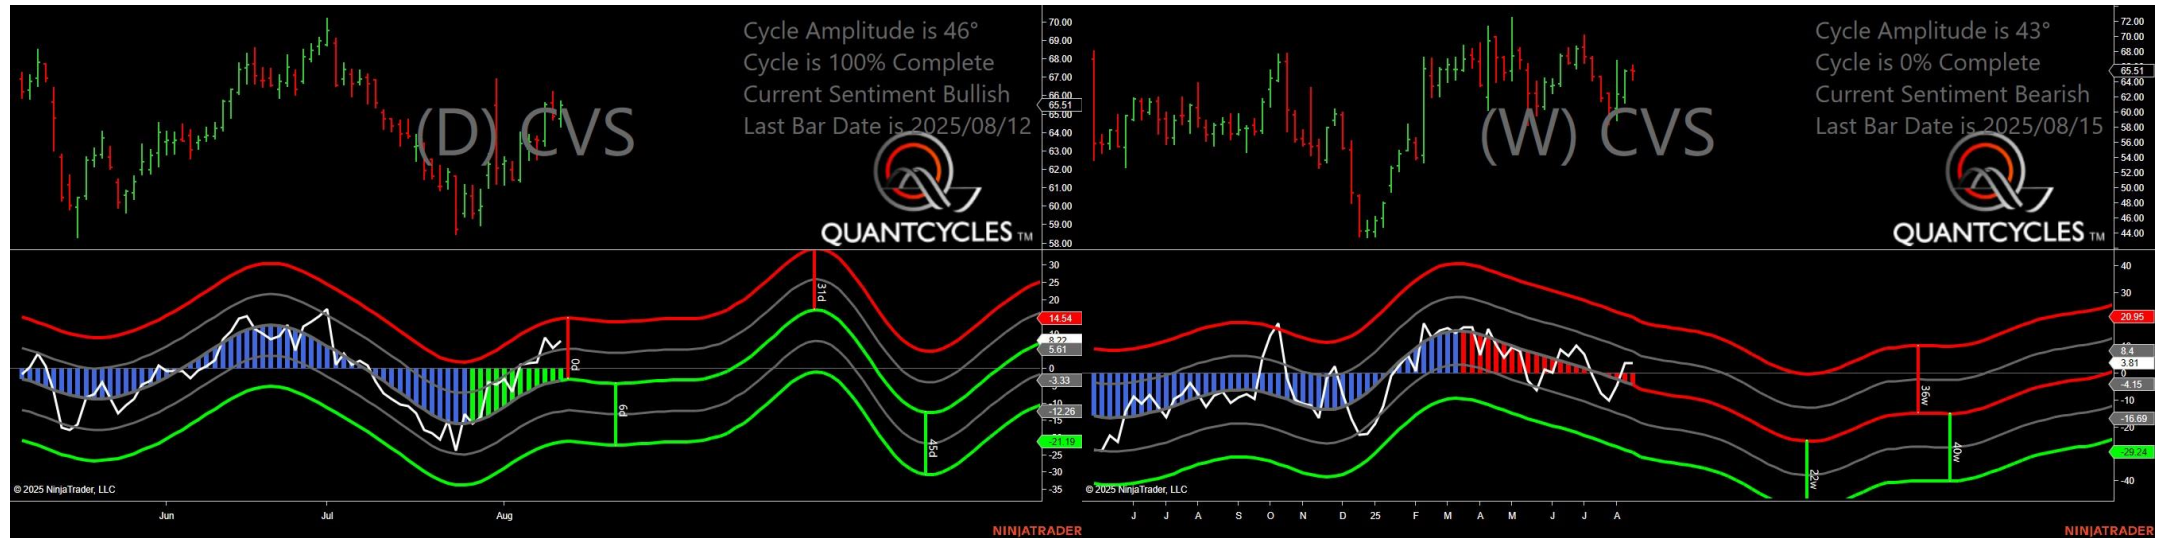 Cycle Amplitude is 46°
Cycle is 100% Complete
Current Sentiment Bullish
Last Bar Date is 2025/08/12
(D) CVS
QUANTCYCLES TM
70.00
69.00
68.00
67.00
66.00
65.51
65.00
64.00
63.00
62.00
61.00
60.00
59.00
58.00
30
25
20
14.54
8.22
5.61
0
-3.33
-10
-12.26
-15
-21.19
-25
-30
-35
0d
6d
31d
45d
© 2025 NinjaTrader, LLC
Jun
Jul
Aug
NINJATRADER
Cycle Amplitude is 43°
Cycle is 0% Complete
Current Sentiment Bearish
Last Bar Date is 2025/08/15
(W) CVS
QUANTCYCLES TM
72.00
70.00
68.00
65.51
64.00
62.00
60.00
58.00
56.00
54.00
52.00
50.00
48.00
46.00
44.00
40
30
20.95
8.4
3.81
0
-4.15
-10
-16.69
-20
-29.24
-40
22w
36w
40w
© 2025 NinjaTrader, LLC
J
J
A
S
O
N
D
25
F
M
A
M
J
J
A
NINJATRADER